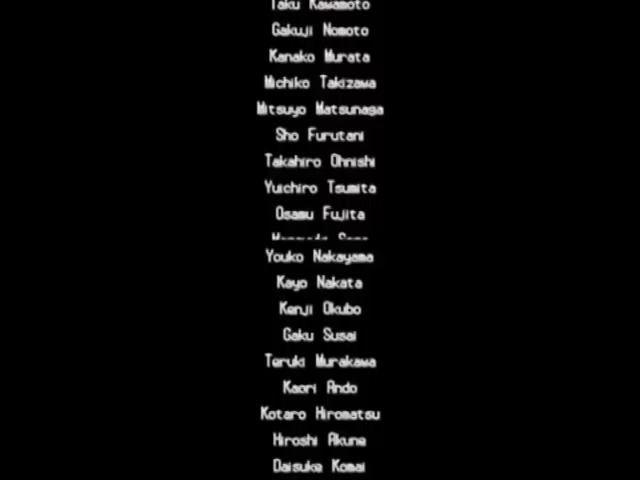 Taku Kawamoto
Gakuji Nomoto
Kanako Murata
Michiko Takizawa
Mitsuyo Matsunaga
Sho Furutani
Takahiro Ohnishi
Yuichiro Tsumita
Osamu Fujita
Youko Nakayama
Kayo Nakata
Kenji Okubo
Gaku Susai
Teruki Murakawa
Kaori Ando
Kotaro Hiromatsu
Hiroshi Akune
Daisuke Komai